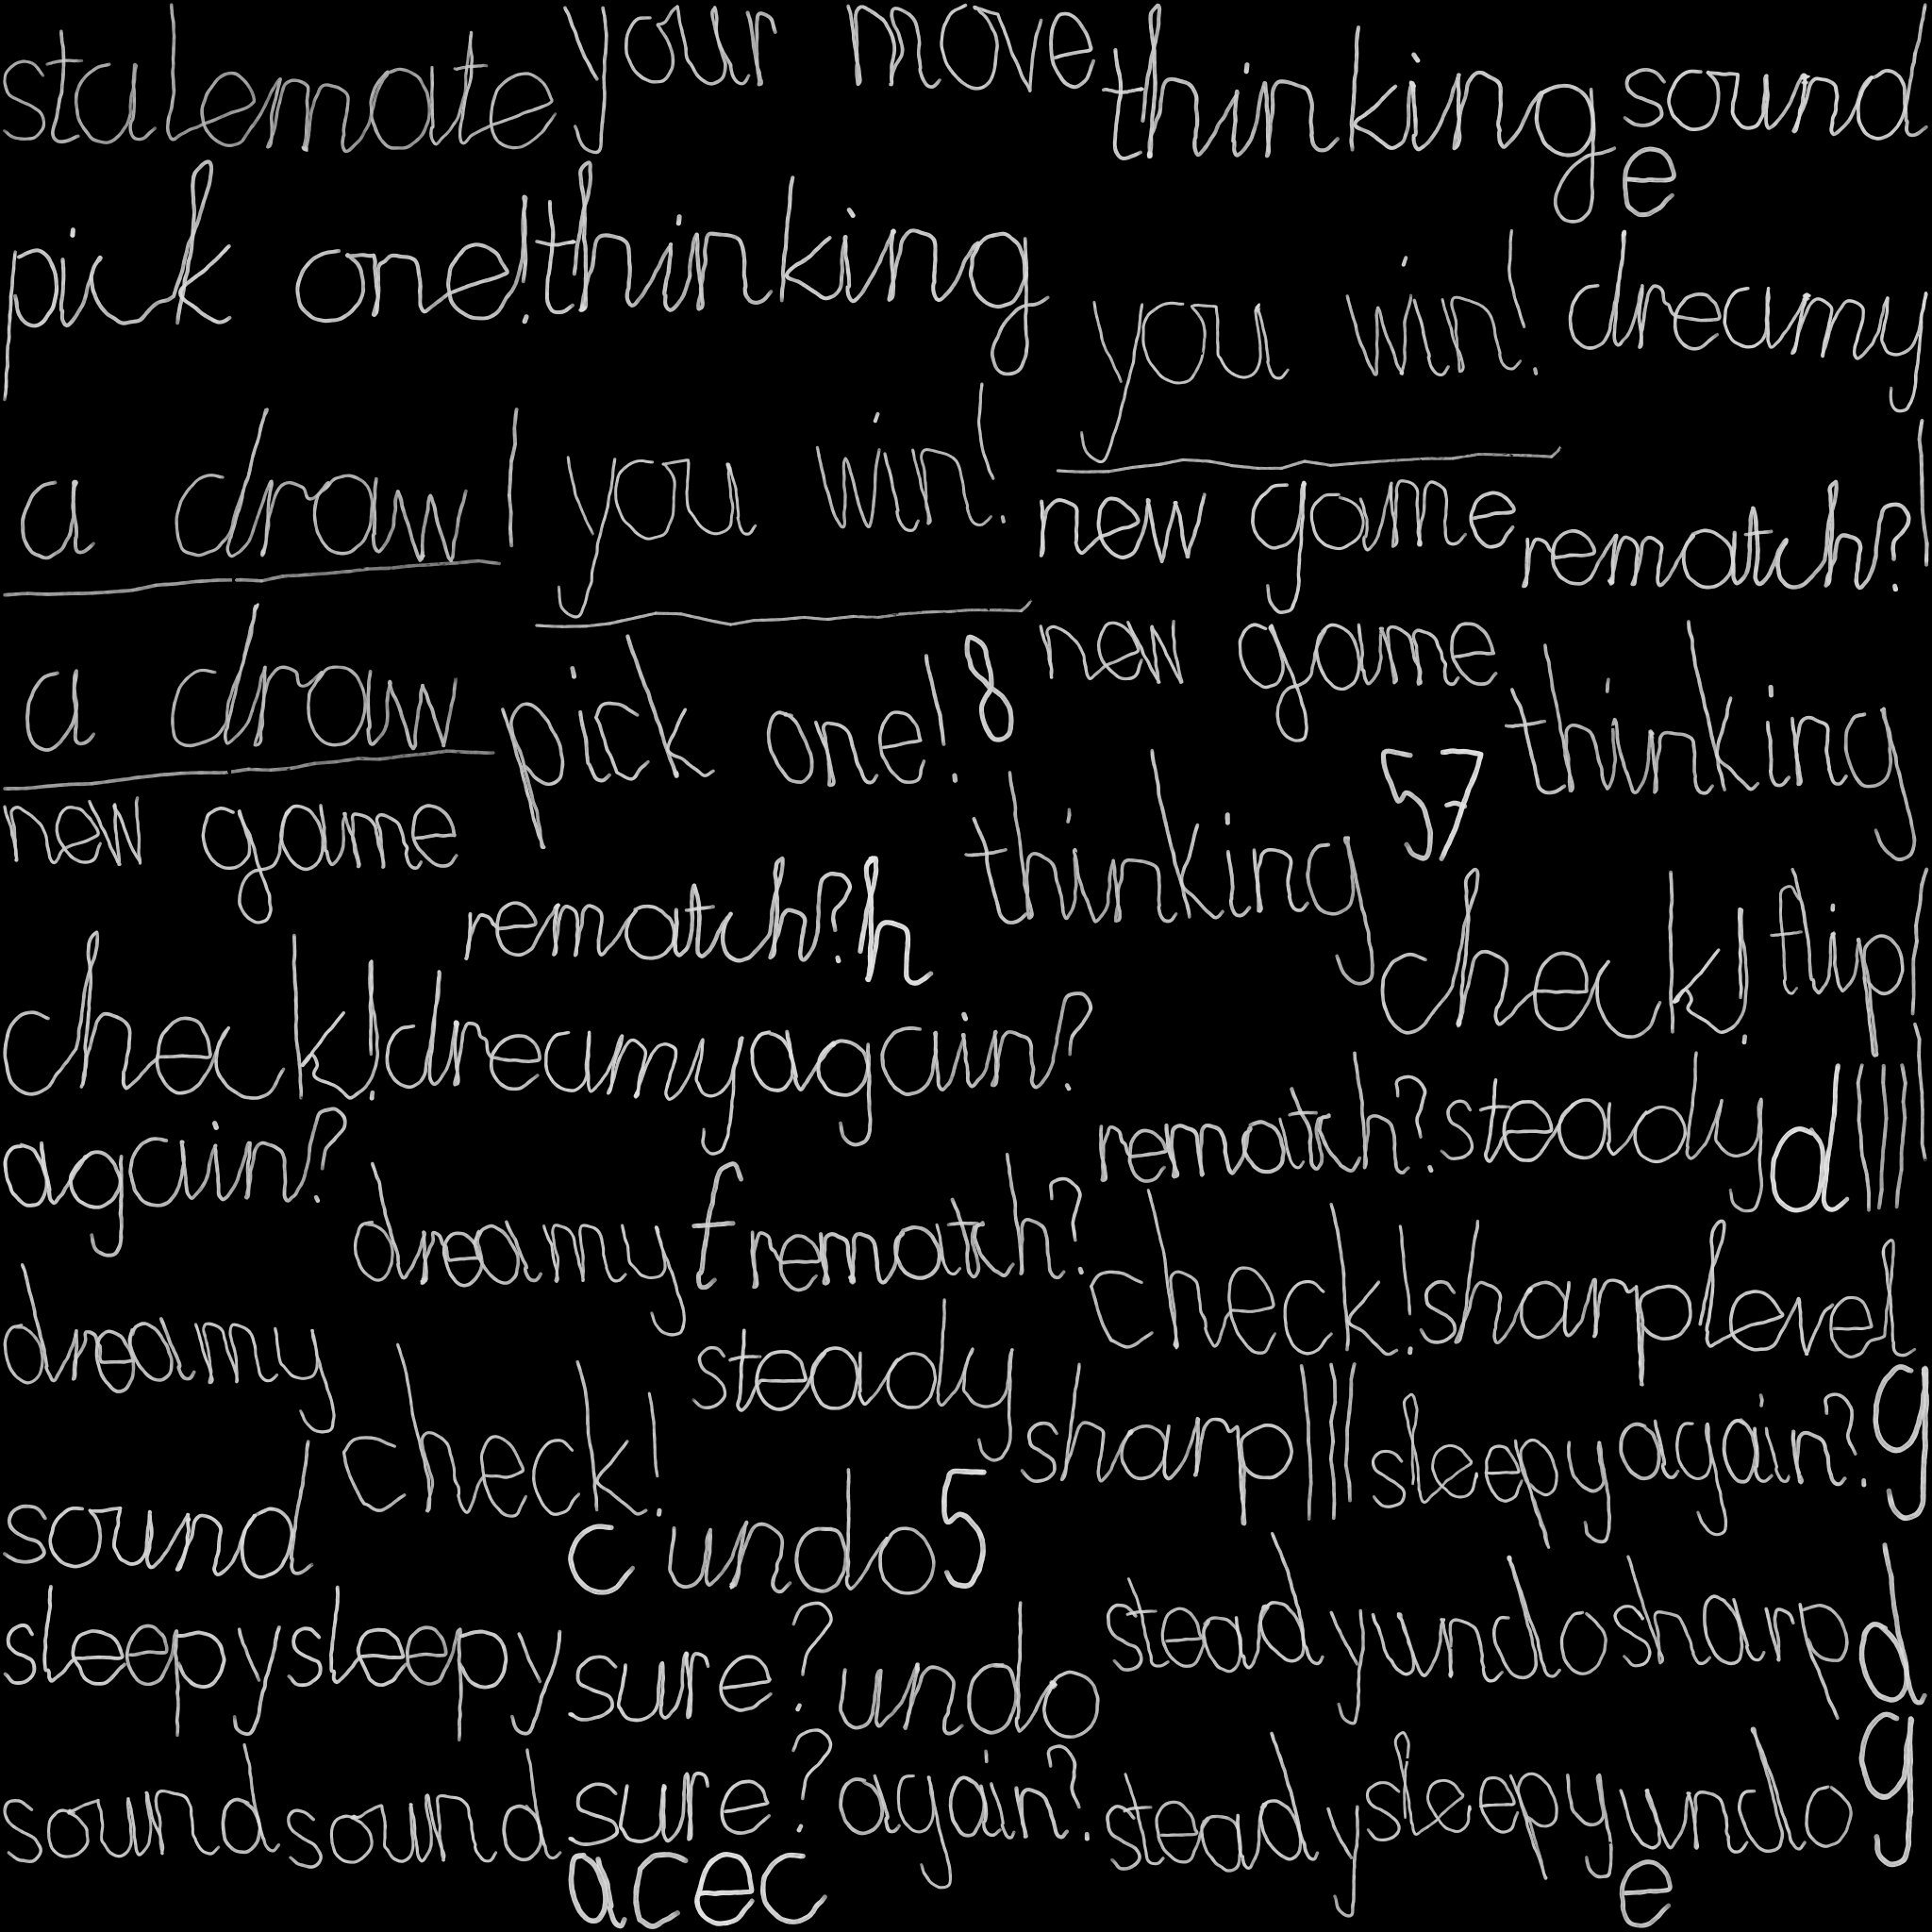 stalemate your move thinking sound
e
pick one! thinking you win! dreamy
a draw l you win! new game rematch? l
a draw pick one! 8 new game thinking
new game 57
rematch? h thinking check! flip l
check! dreamy again?
again? rematch? steady d l l l l
dreamy f rematch? check! sharp level
dreamy check! steady sharp l l l sleepy again? g
sound c undo 5
sleepy sleepy sure? undo steady undo sharp d
sound sound sure? again? steady sleepy undo g
a c e c e